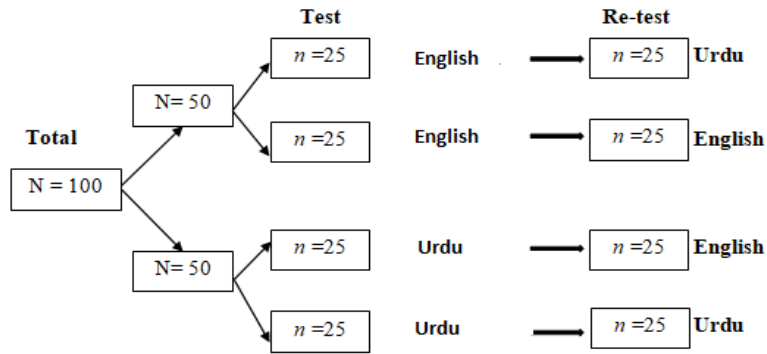 Test Re-test
n =25 English n =25 Urdu
N= 50
n =25 English n =25 English
Total
N = 100
n =25 Urdu n =25 English
N= 50
n =25 Urdu n =25 Urdu